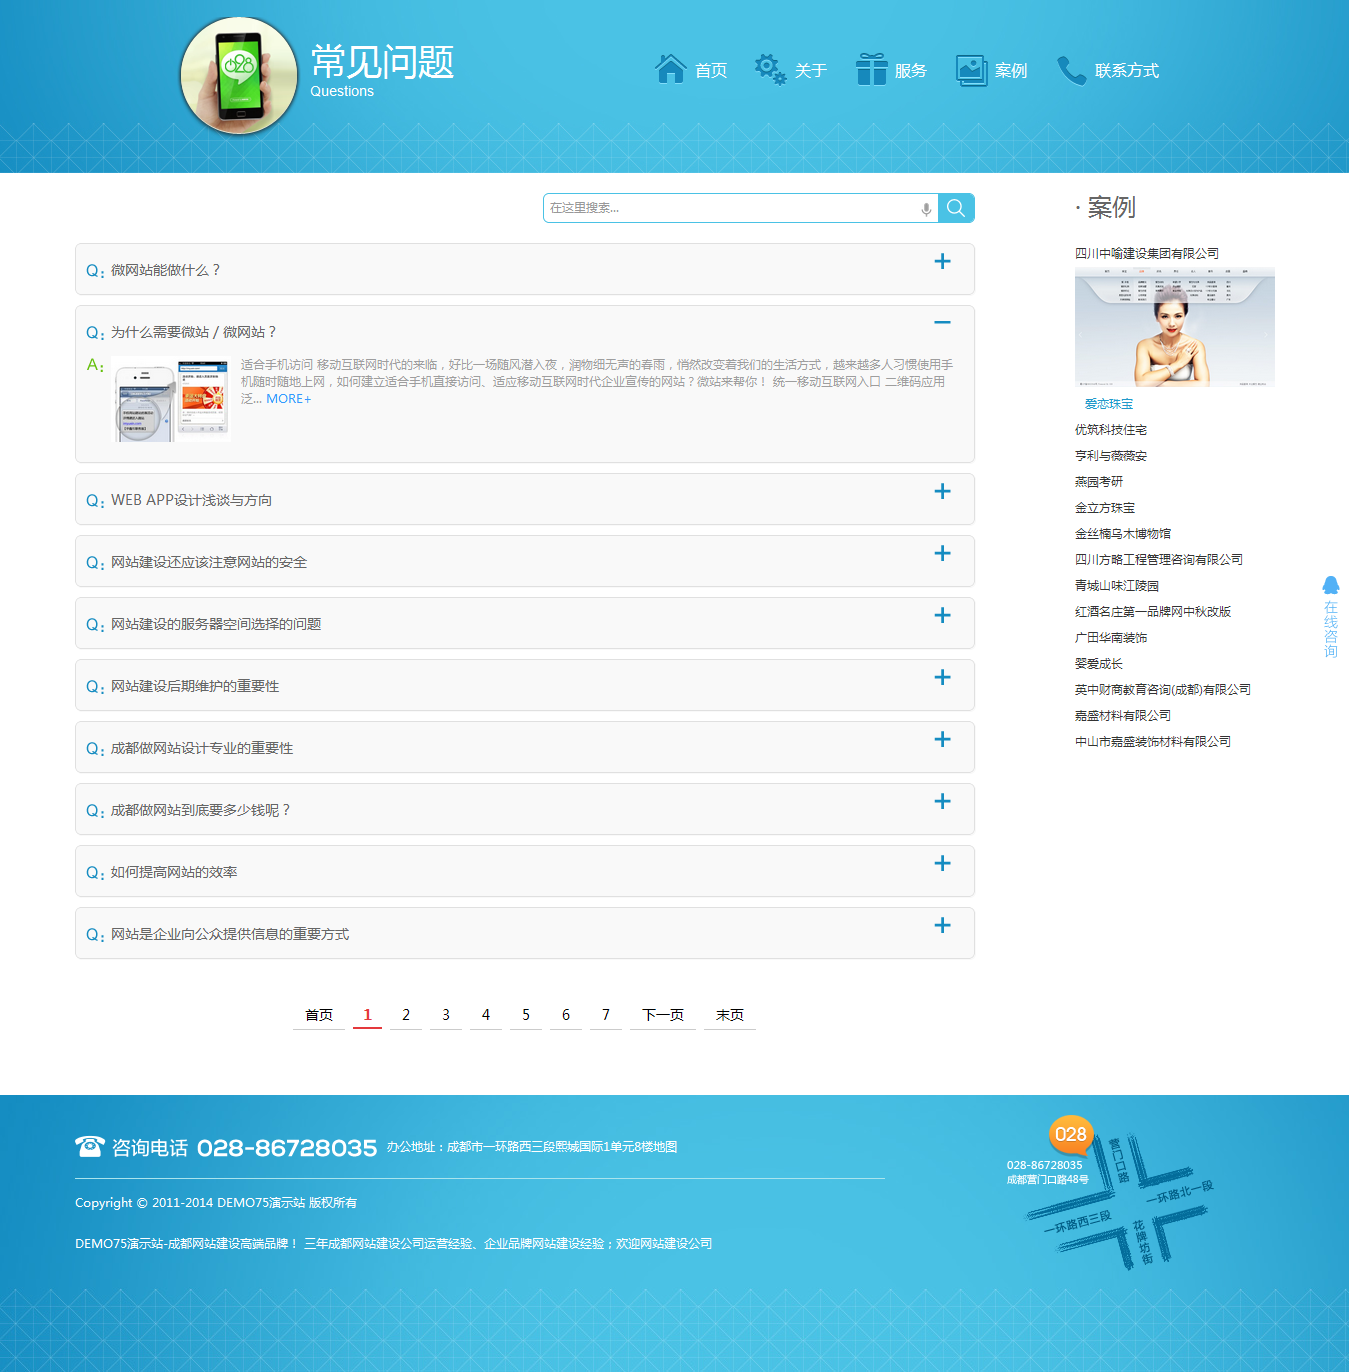 028
常见问题
Questions
首页
关于
服务
案例
联系方式
在这里搜索...
Q: 微网站能做什么？
Q: 为什么需要微站 / 微网站？
A: 适合手机访问 移动互联网时代的来临，好比一场随风潜入夜，润物细无声的春雨，悄然改变着我们的生活方式，越来越多人习惯使用手
机随时随地上网，如何建立适合手机直接访问、适应移动互联网时代企业宣传的网站？微站来帮你！ 统一移动互联网入口 二维码应用
泛... MORE+
Q: WEB APP设计浅谈与方向
Q: 网站建设还应该注意网站的安全
Q: 网站建设的服务器空间选择的问题
Q: 网站建设后期维护的重要性
Q: 成都做网站设计专业的重要性
Q: 成都做网站到底要多少钱呢？
Q: 如何提高网站的效率
Q: 网站是企业向公众提供信息的重要方式
首页 1 2 3 4 5 6 7 下一页 末页
· 案例
四川中喻建设集团有限公司
爱恋珠宝
优筑科技住宅
亨利与薇薇安
燕园考研
金立方珠宝
金丝楠乌木博物馆
四川方略工程管理咨询有限公司
青城山味江陵园
红酒名庄第一品牌网中秋改版
广田华南装饰
婴爱成长
英中财商教育咨询(成都)有限公司
嘉盛材料有限公司
中山市嘉盛装饰材料有限公司
在线咨询
咨询电话 028-86728035 办公地址：成都市一环路西三段熙城国际1单元8楼地图
Copyright © 2011-2014 DEMO75演示站 版权所有
DEMO75演示站-成都网站建设高端品牌！ 三年成都网站建设公司运营经验、企业品牌网站建设经验；欢迎网站建设公司
028
028-86728035
成都营门口路48号
营门口路
一环路北一段
一环路西三段
花牌坊街